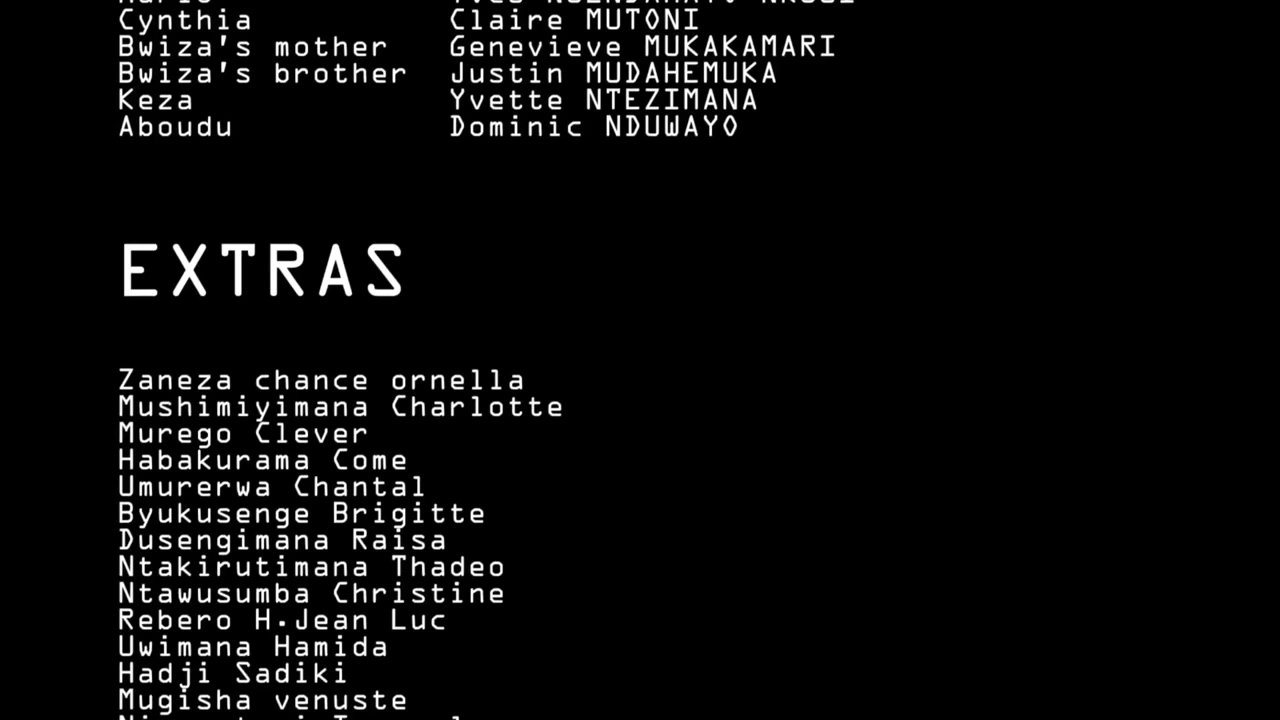 Cynthia Claire MUTONI
Bwiza's mother Genevieve MUKAKAMARI
Bwiza's brother Justin MUDAHEMUKA
Keza Yvette NTEZIMANA
Aboudu Dominic NDUWAYO
EXTRAS
Zaneza chance ornella
Mushimiyimana Charlotte
Murego Clever
Habakurama Come
Umurerwa Chantal
Byukusenge Brigitte
Dusengimana Raisa
Ntakirutimana Thadeo
Ntawusumba Christine
Rebero H.Jean Luc
Uwimana Hamida
Hadji Sadiki
Mugisha venuste